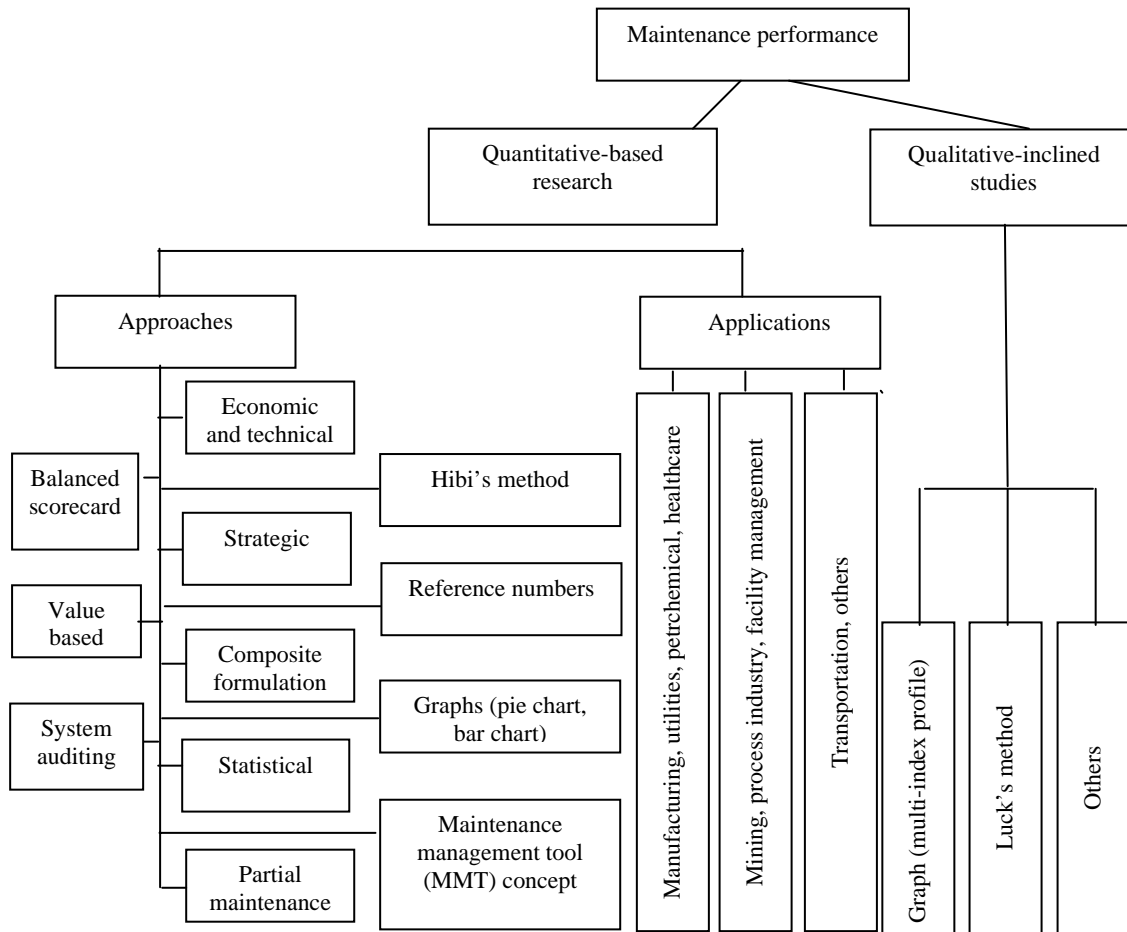 Maintenance performance
Quantitative-based
research
Qualitative-inclined
studies
Approaches
Applications
Economic
and technical
Balanced
scorecard
Hibi's method
Strategic
Reference numbers
Value
based
Composite
formulation
Graphs (pie chart,
bar chart)
System
auditing
Statistical
Maintenance
management tool
(MMT) concept
Partial
maintenance
Manufacturing, utilities, petrchemical, healthcare
Mining, process industry, facility management
Transportation, others
Graph (multi-index profile)
Luck's method
Others